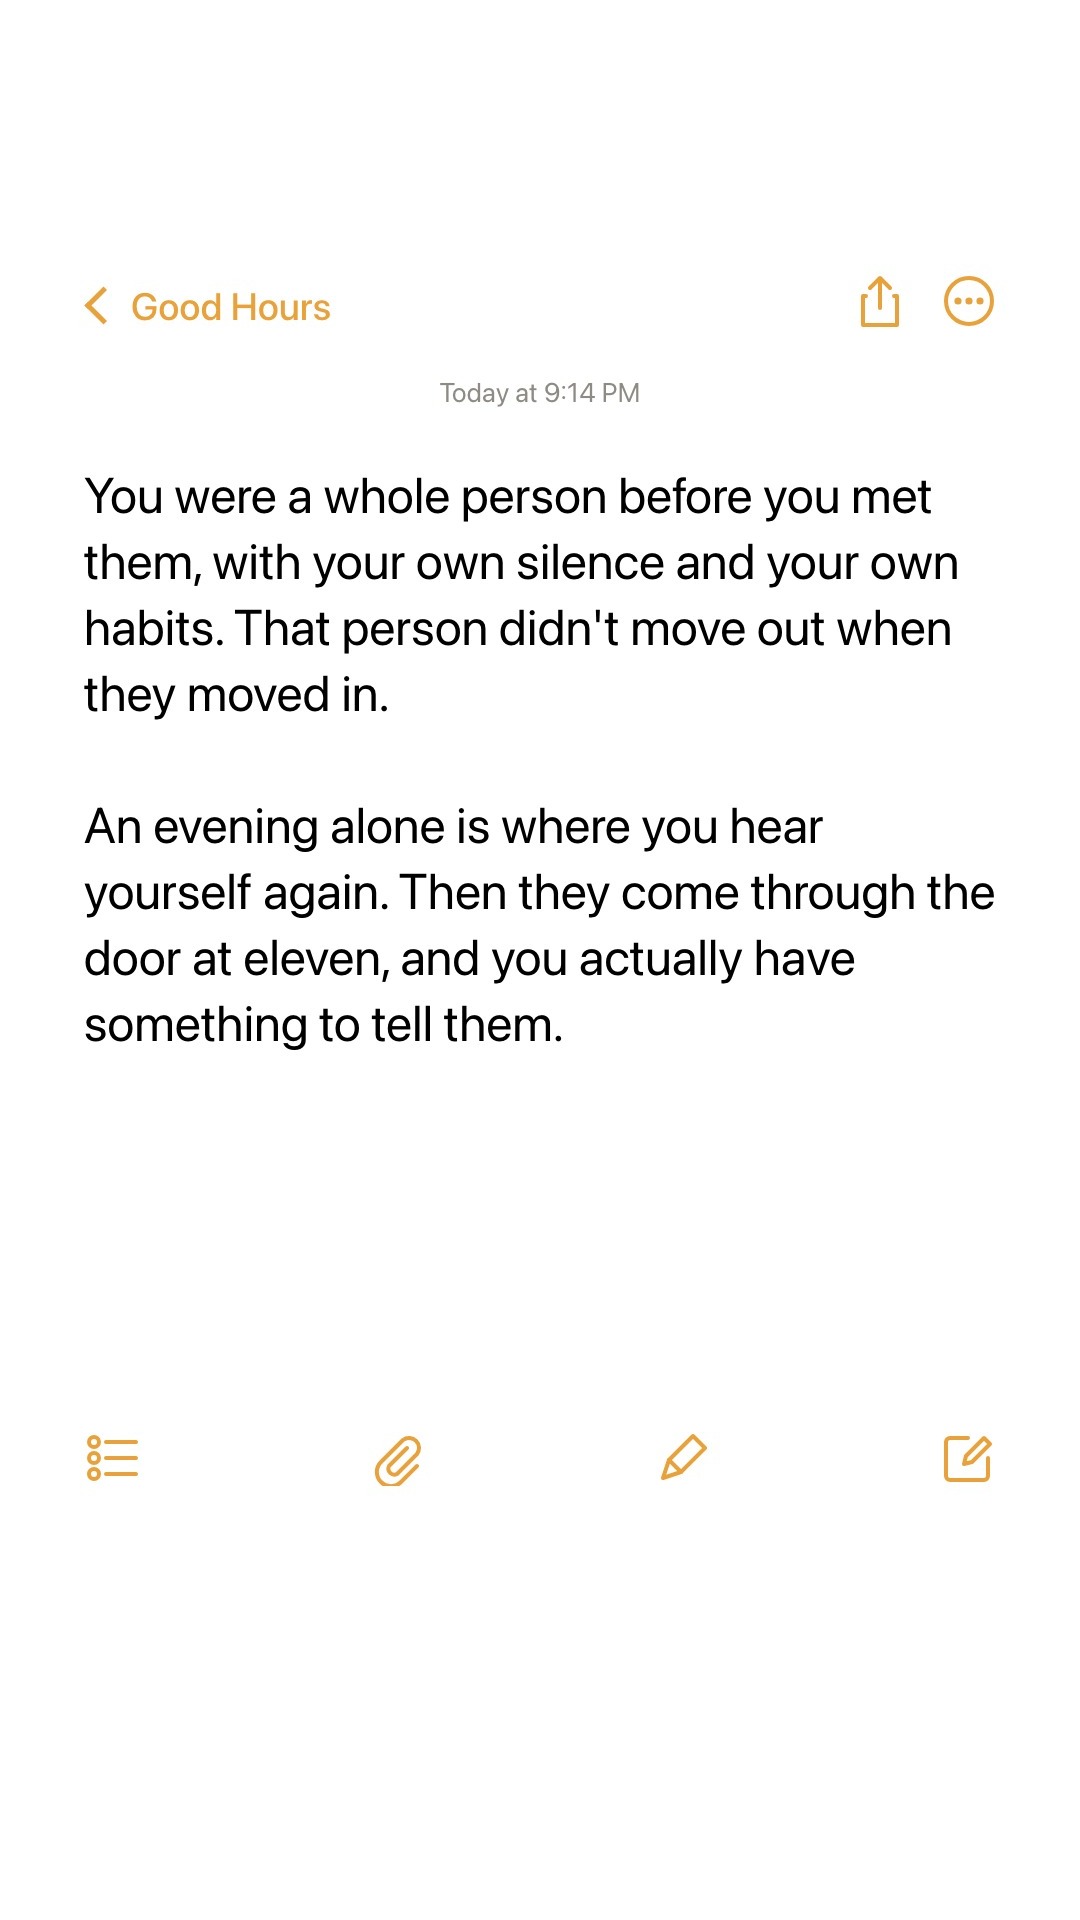 Good Hours
Today at 9:14 PM
You were a whole person before you met
them, with your own silence and your own
habits. That person didn't move out when
they moved in.
An evening alone is where you hear
yourself again. Then they come through the
door at eleven, and you actually have
something to tell them.